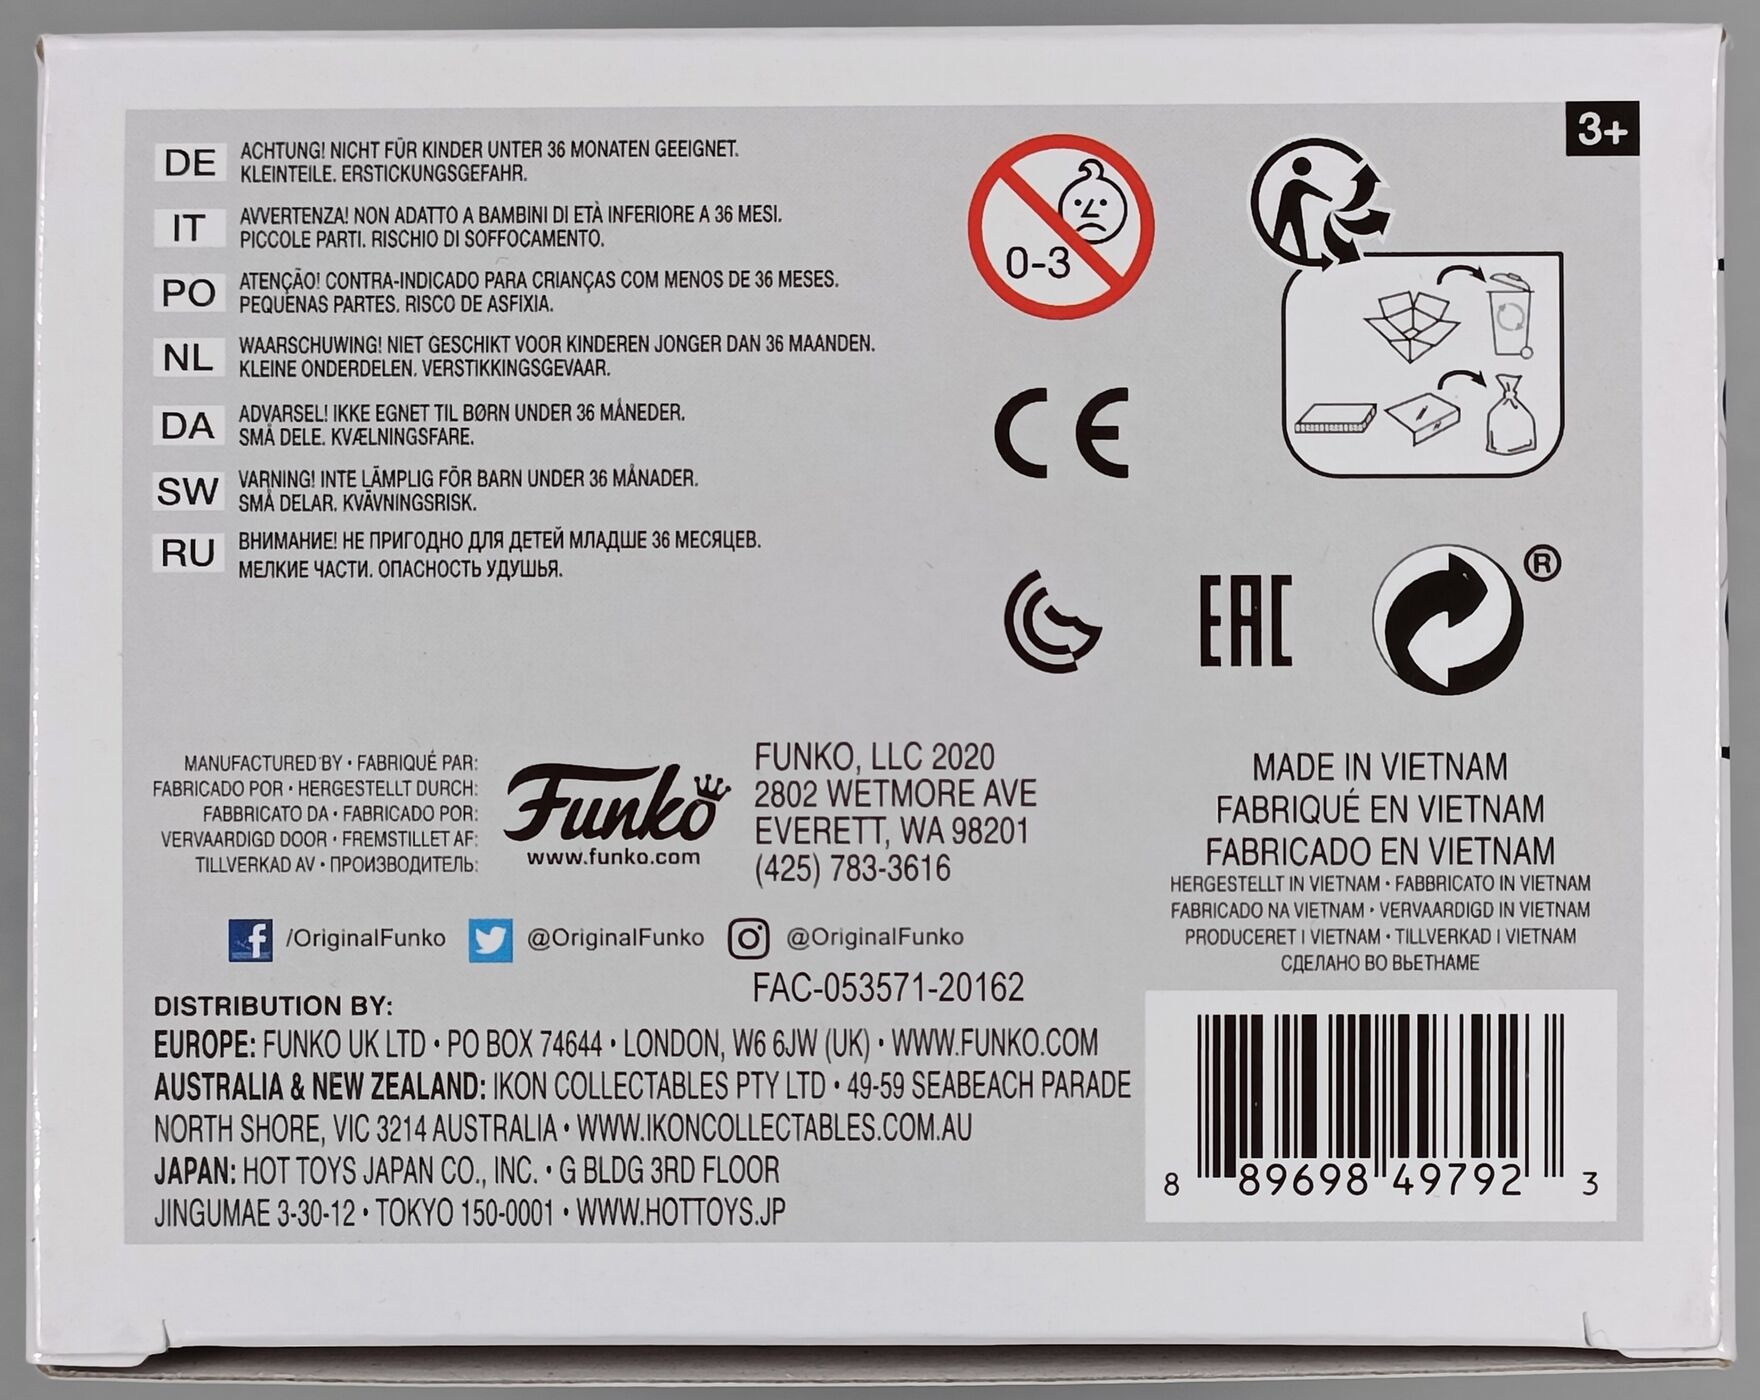 3+
DE
ACHTUNG! NICHT FÜR KINDER UNTER 36 MONATEN GEEIGNET.
KLEINTEILE. ERSTICKUNGSGEFAHR.
IT
AVVERTENZA! NON ADATTO A BAMBINI DI ETÀ INFERIORE A 36 MESI.
PICCOLE PARTI. RISCHIO DI SOFFOCAMENTO.
PO
ATENÇÃO! CONTRA-INDICADO PARA CRIANÇAS COM MENOS DE 36 MESES.
PEQUENAS PARTES. RISCO DE ASFIXIA.
NL
WAARSCHUWING! NIET GESCHIKT VOOR KINDEREN JONGER DAN 36 MAANDEN.
KLEINE ONDERDELEN. VERSTIKKINGSGEVAAR.
DA
ADVARSEL! IKKE EGNET TIL BØRN UNDER 36 MÅNEDER.
SMÅ DELE. KVÆLNINGSFARE.
SW
VARNING! INTE LÄMPLIG FÖR BARN UNDER 36 MÅNADER.
SMÅ DELAR. KVÄVNINGSRISK.
RU
ВНИМАНИЕ! НЕ ПРИГОДНО ДЛЯ ДЕТЕЙ МЛАДШЕ 36 МЕСЯЦЕВ.
МЕЛКИЕ ЧАСТИ. ОПАСНОСТЬ УДУШЬЯ.
0-3
CE
EAC
®
MANUFACTURED BY • FABRIQUÉ PAR:
FABRICADO POR • HERGESTELLT DURCH:
FABBRICATO DA • FABRICADO POR:
VERVAARDIGD DOOR • FREMSTILLET AF:
TILLVERKAD AV • ПРОИЗВОДИТЕЛЬ:
Funko
www.funko.com
FUNKO, LLC 2020
2802 WETMORE AVE
EVERETT, WA 98201
(425) 783-3616
/OriginalFunko
@OriginalFunko
@OriginalFunko
FAC-053571-20162
DISTRIBUTION BY:
EUROPE: FUNKO UK LTD • PO BOX 74644 • LONDON, W6 6JW (UK) • WWW.FUNKO.COM
AUSTRALIA & NEW ZEALAND: IKON COLLECTABLES PTY LTD • 49-59 SEABEACH PARADE
NORTH SHORE, VIC 3214 AUSTRALIA • WWW.IKONCOLLECTABLES.COM.AU
JAPAN: HOT TOYS JAPAN CO., INC. • G BLDG 3RD FLOOR
JINGUMAE 3-30-12 • TOKYO 150-0001 • WWW.HOTTOYS.JP
MADE IN VIETNAM
FABRIQUÉ EN VIETNAM
FABRICADO EN VIETNAM
HERGESTELLT IN VIETNAM • FABBRICATO IN VIETNAM
FABRICADO NA VIETNAM • VERVAARDIGD IN VIETNAM
PRODUCERET I VIETNAM • TILLVERKAD I VIETNAM
СДЕЛАНО ВО ВЬЕТНАМЕ
8 89698 49792 3